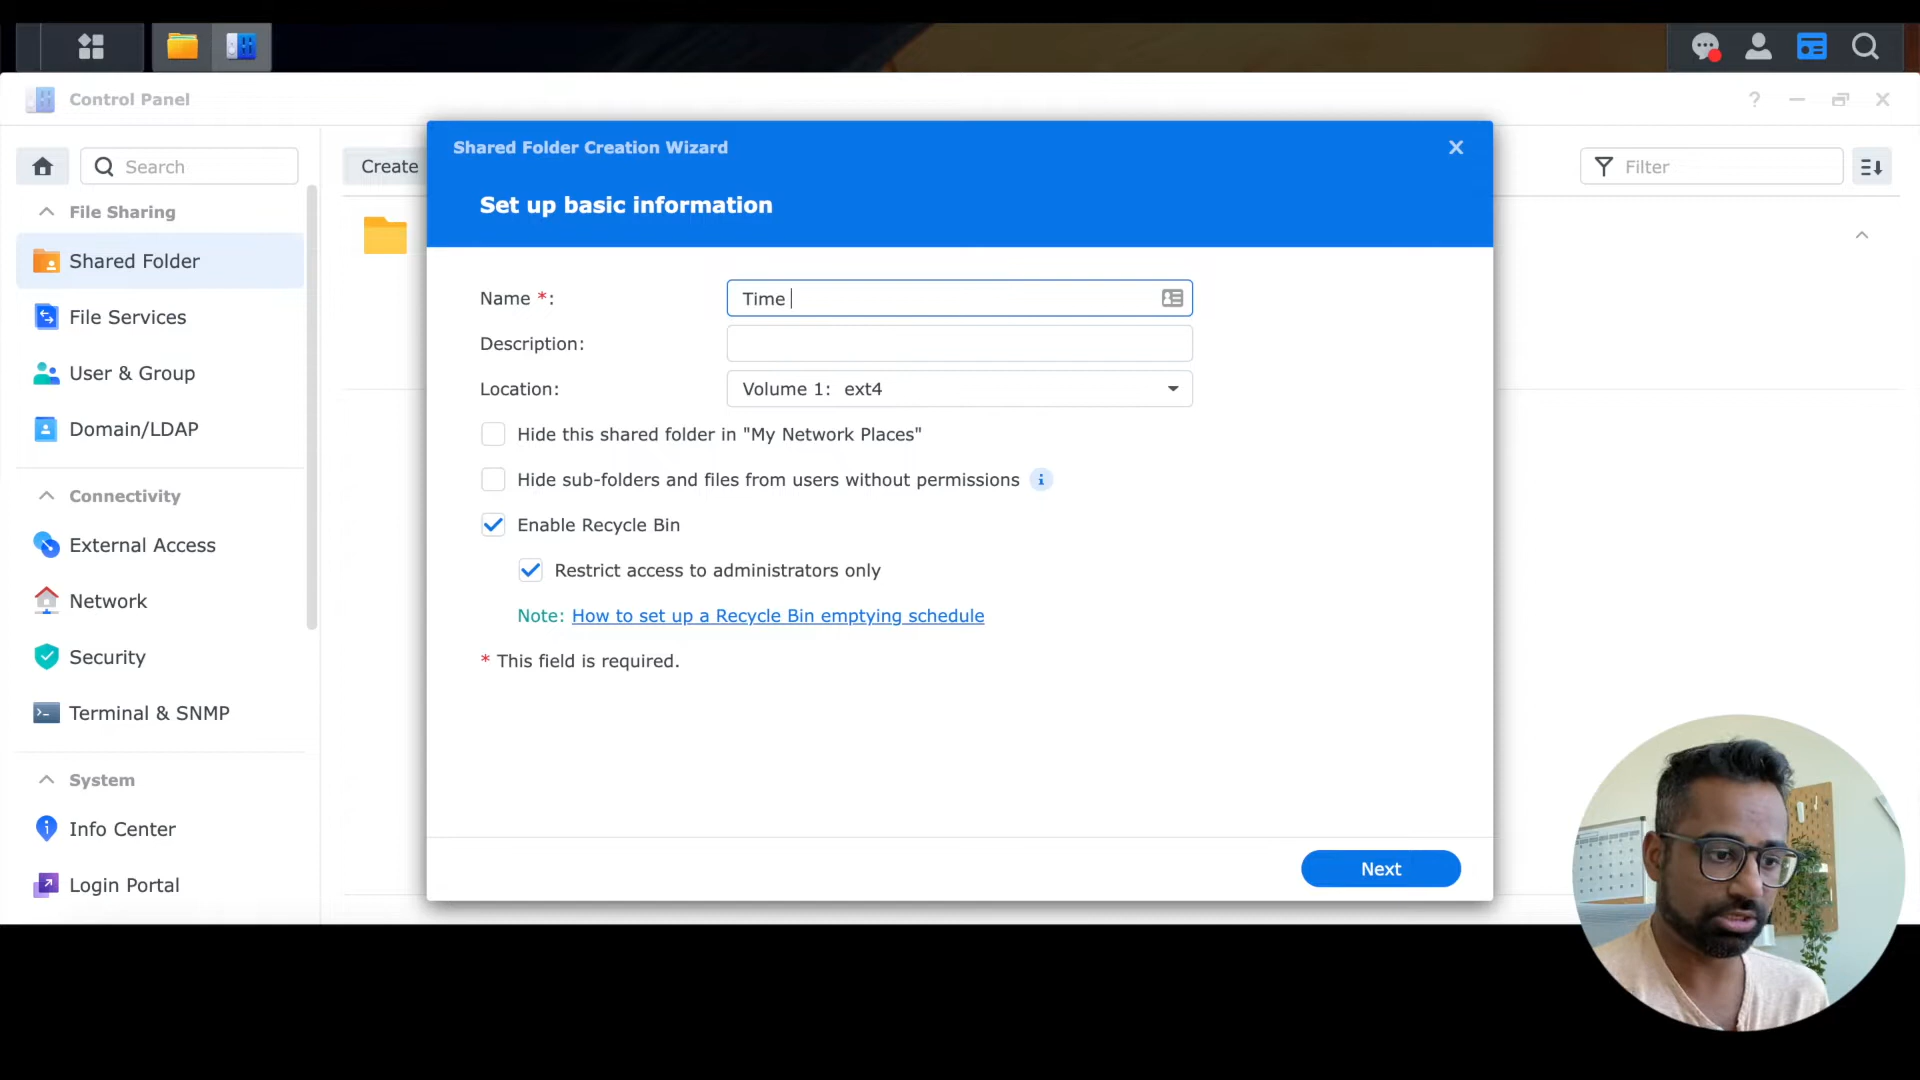 Control Panel
Search
File Sharing
Shared Folder
File Services
User & Group
Domain/LDAP
Connectivity
External Access
Network
Security
Terminal & SNMP
System
Info Center
Login Portal
Create
Filter
Shared Folder Creation Wizard
Set up basic information
Name *:
Time
Description:
Location:
Volume 1: ext4
Hide this shared folder in "My Network Places"
Hide sub-folders and files from users without permissions
Enable Recycle Bin
Restrict access to administrators only
Note: How to set up a Recycle Bin emptying schedule
* This field is required.
Next